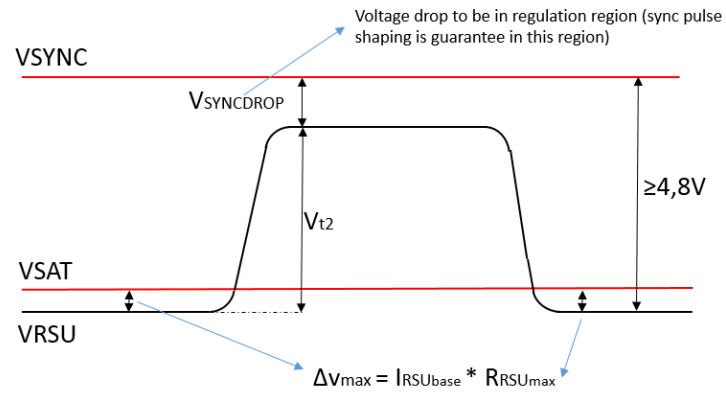 Voltage drop to be in regulation region (sync pulse
shaping is guarantee in this region)
VSYNC
VSYNCDROP
≥4,8V
Vt2
VSAT
VRSU
Δvmax = IRSUbase * RRSUmax